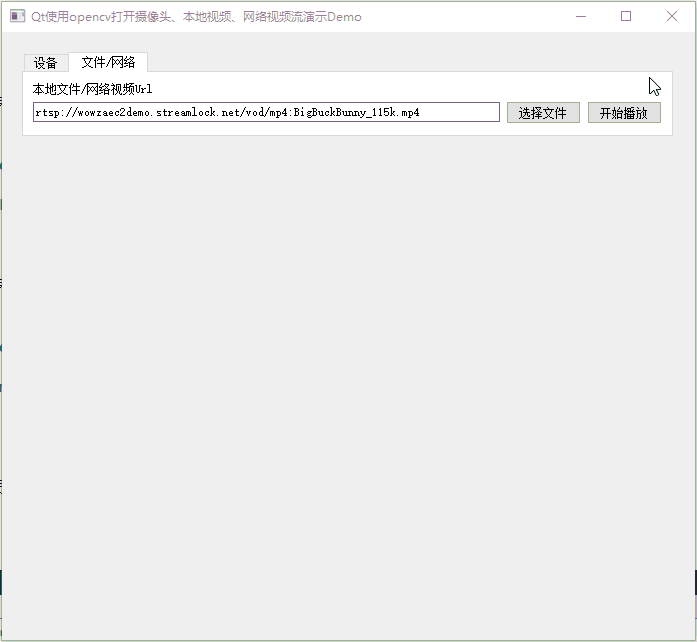 Qt使用opencv打开摄像头、本地视频、网络视频流演示Demo
设备 文件/网络
本地文件/网络视频Url
rtsp://wowzaec2demo.streamlock.net/vod/mp4:BigBuckBunny_115k.mp4 选择文件 开始播放